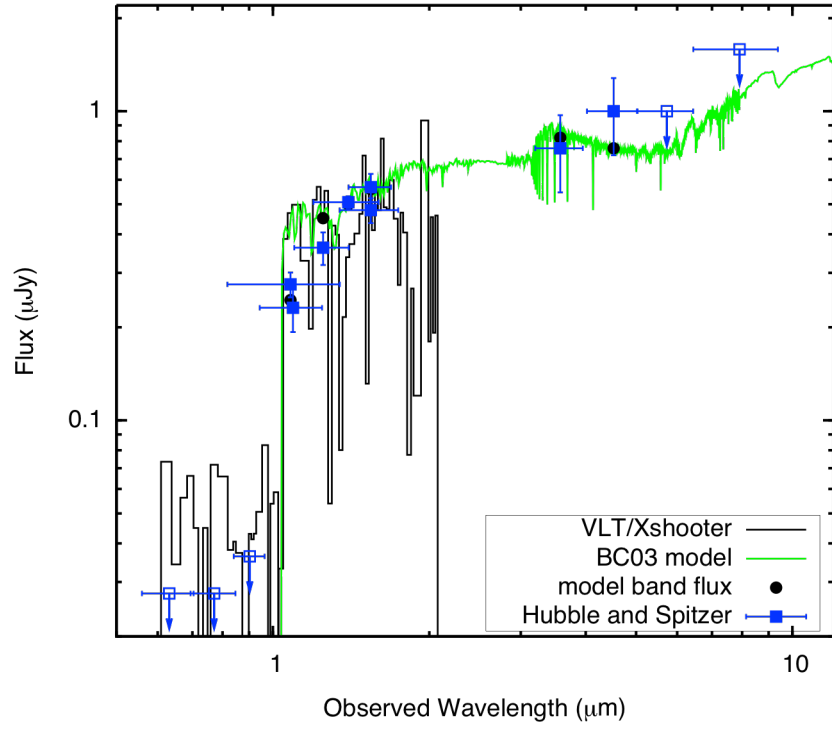 1
0.1
Flux (μJy)
VLT/Xshooter
BC03 model
model band flux
Hubble and Spitzer
1
10
Observed Wavelength (μm)